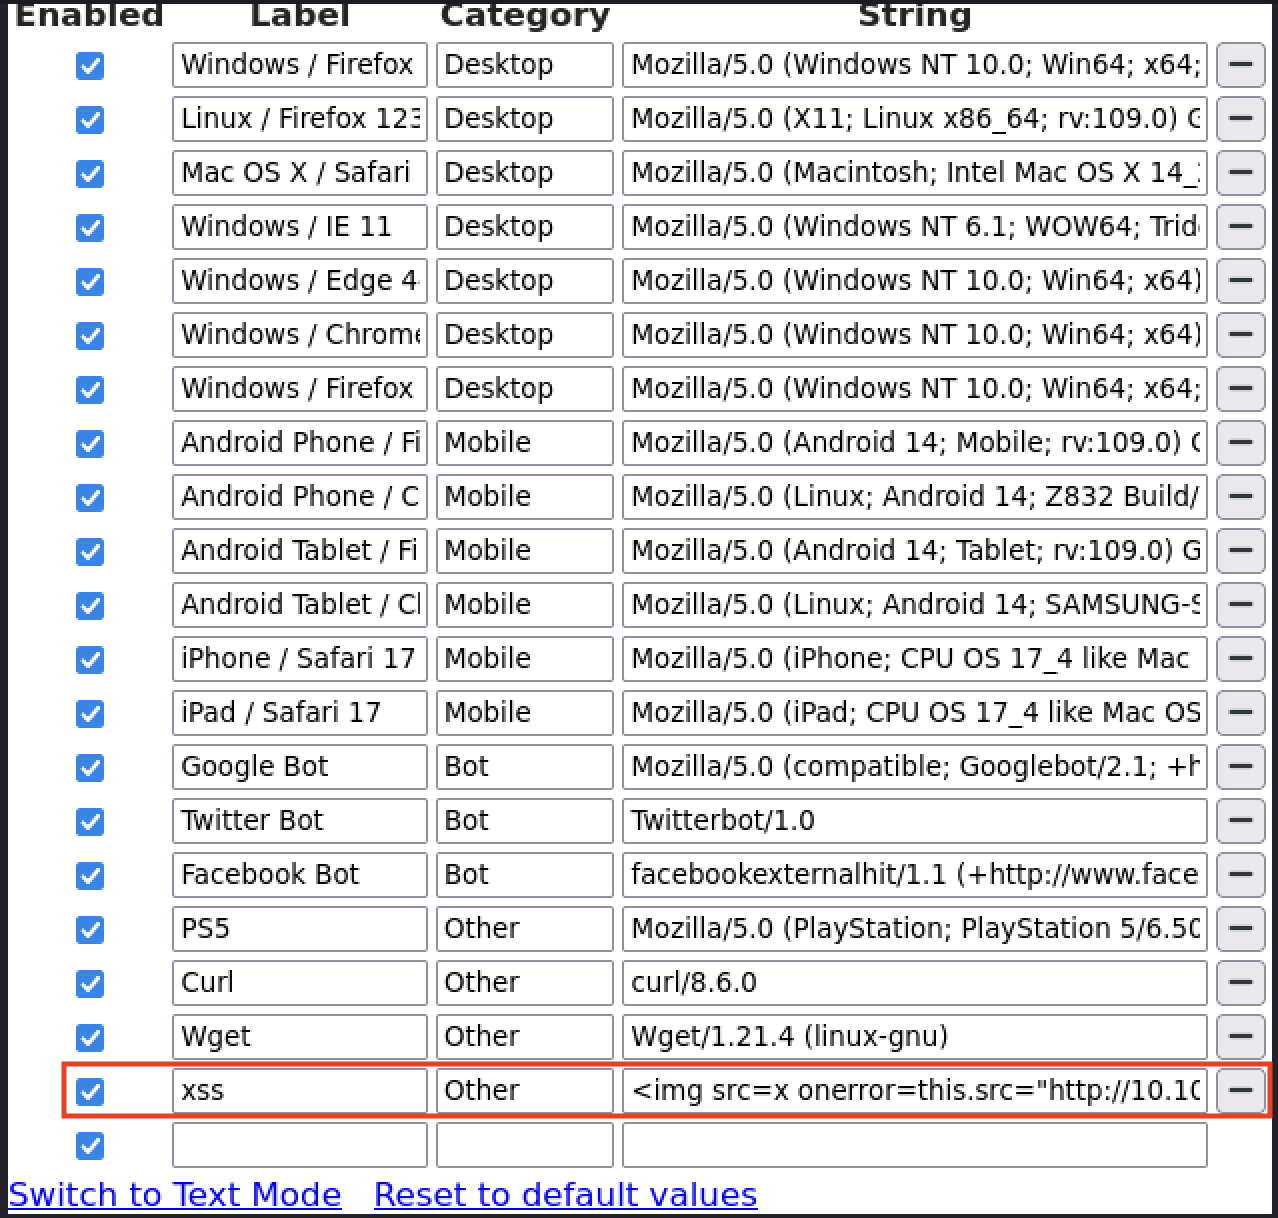 Enabled Label Category String
Windows / Firefox Desktop Mozilla/5.0 (Windows NT 10.0; Win64; x64;
Linux / Firefox 123 Desktop Mozilla/5.0 (X11; Linux x86_64; rv:109.0) G
Mac OS X / Safari Desktop Mozilla/5.0 (Macintosh; Intel Mac OS X 14_
Windows / IE 11 Desktop Mozilla/5.0 (Windows NT 6.1; WOW64; Trid
Windows / Edge 4 Desktop Mozilla/5.0 (Windows NT 10.0; Win64; x64)
Windows / Chrome Desktop Mozilla/5.0 (Windows NT 10.0; Win64; x64)
Windows / Firefox Desktop Mozilla/5.0 (Windows NT 10.0; Win64; x64;
Android Phone / Fi Mobile Mozilla/5.0 (Android 14; Mobile; rv:109.0) G
Android Phone / C Mobile Mozilla/5.0 (Linux; Android 14; Z832 Build/
Android Tablet / Fi Mobile Mozilla/5.0 (Android 14; Tablet; rv:109.0) G
Android Tablet / Cl Mobile Mozilla/5.0 (Linux; Android 14; SAMSUNG-S
iPhone / Safari 17 Mobile Mozilla/5.0 (iPhone; CPU OS 17_4 like Mac
iPad / Safari 17 Mobile Mozilla/5.0 (iPad; CPU OS 17_4 like Mac OS
Google Bot Bot Mozilla/5.0 (compatible; Googlebot/2.1; +h
Twitter Bot Bot Twitterbot/1.0
Facebook Bot Bot facebookexternalhit/1.1 (+http://www.face
PS5 Other Mozilla/5.0 (PlayStation; PlayStation 5/6.50
Curl Other curl/8.6.0
Wget Other Wget/1.21.4 (linux-gnu)
xss Other <img src=x onerror=this.src="http://10.10
Switch to Text Mode Reset to default values